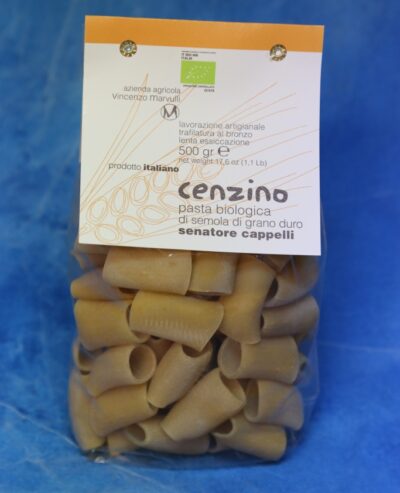 azienda agricola
Vincenzo Marvulli
M
lavorazione artigianale
trafilatura al bronzo
lenta essiccazione
500 gr ℮
net weight 17,6 oz (1,1 Lb)
prodotto italiano
cenzino
pasta biologica
di semola di grano duro
senatore cappelli